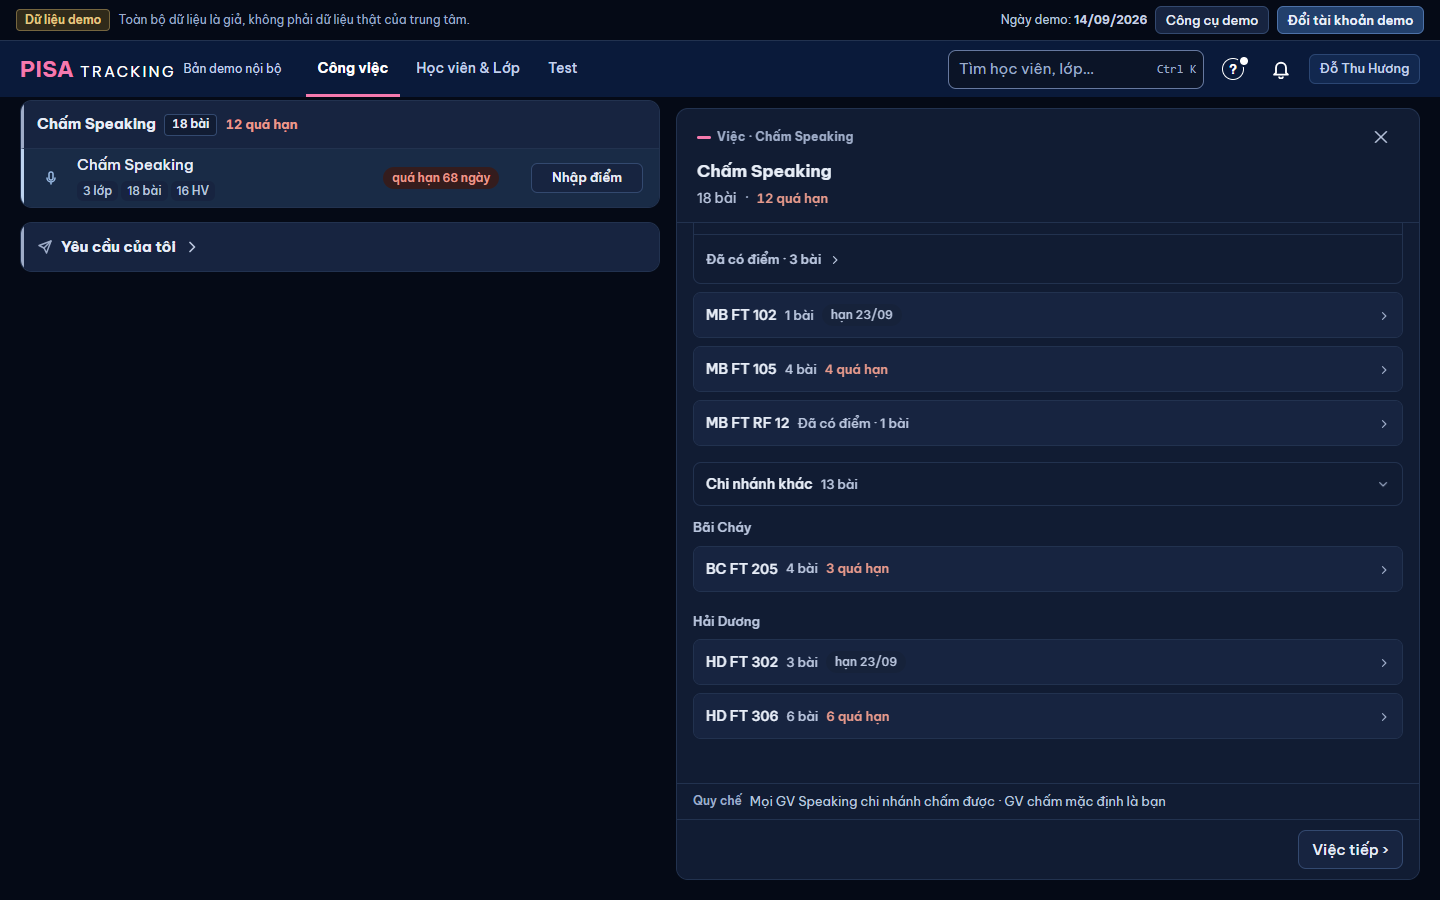 Dữ liệu demo Toàn bộ dữ liệu là giả, không phải dữ liệu thật của trung tâm. Ngày demo: 14/09/2026 Công cụ demo Đổi tài khoản demo
PISA TRACKING Bản demo nội bộ Công việc Học viên & Lớp Test Tìm học viên, lớp... Ctrl K ? Đỗ Thu Hương
Chấm Speaking 18 bài 12 quá hạn
Chấm Speaking
3 lớp 18 bài 16 HV
quá hạn 68 ngày
Nhập điểm
Yêu cầu của tôi
Việc · Chấm Speaking
Chấm Speaking
18 bài · 12 quá hạn
Đã có điểm · 3 bài
MB FT 102 1 bài hạn 23/09
MB FT 105 4 bài 4 quá hạn
MB FT RF 12 Đã có điểm · 1 bài
Chi nhánh khác 13 bài
Bãi Cháy
BC FT 205 4 bài 3 quá hạn
Hải Dương
HD FT 302 3 bài hạn 23/09
HD FT 306 6 bài 6 quá hạn
Quy chế Mọi GV Speaking chi nhánh chấm được · GV chấm mặc định là bạn
Việc tiếp ›